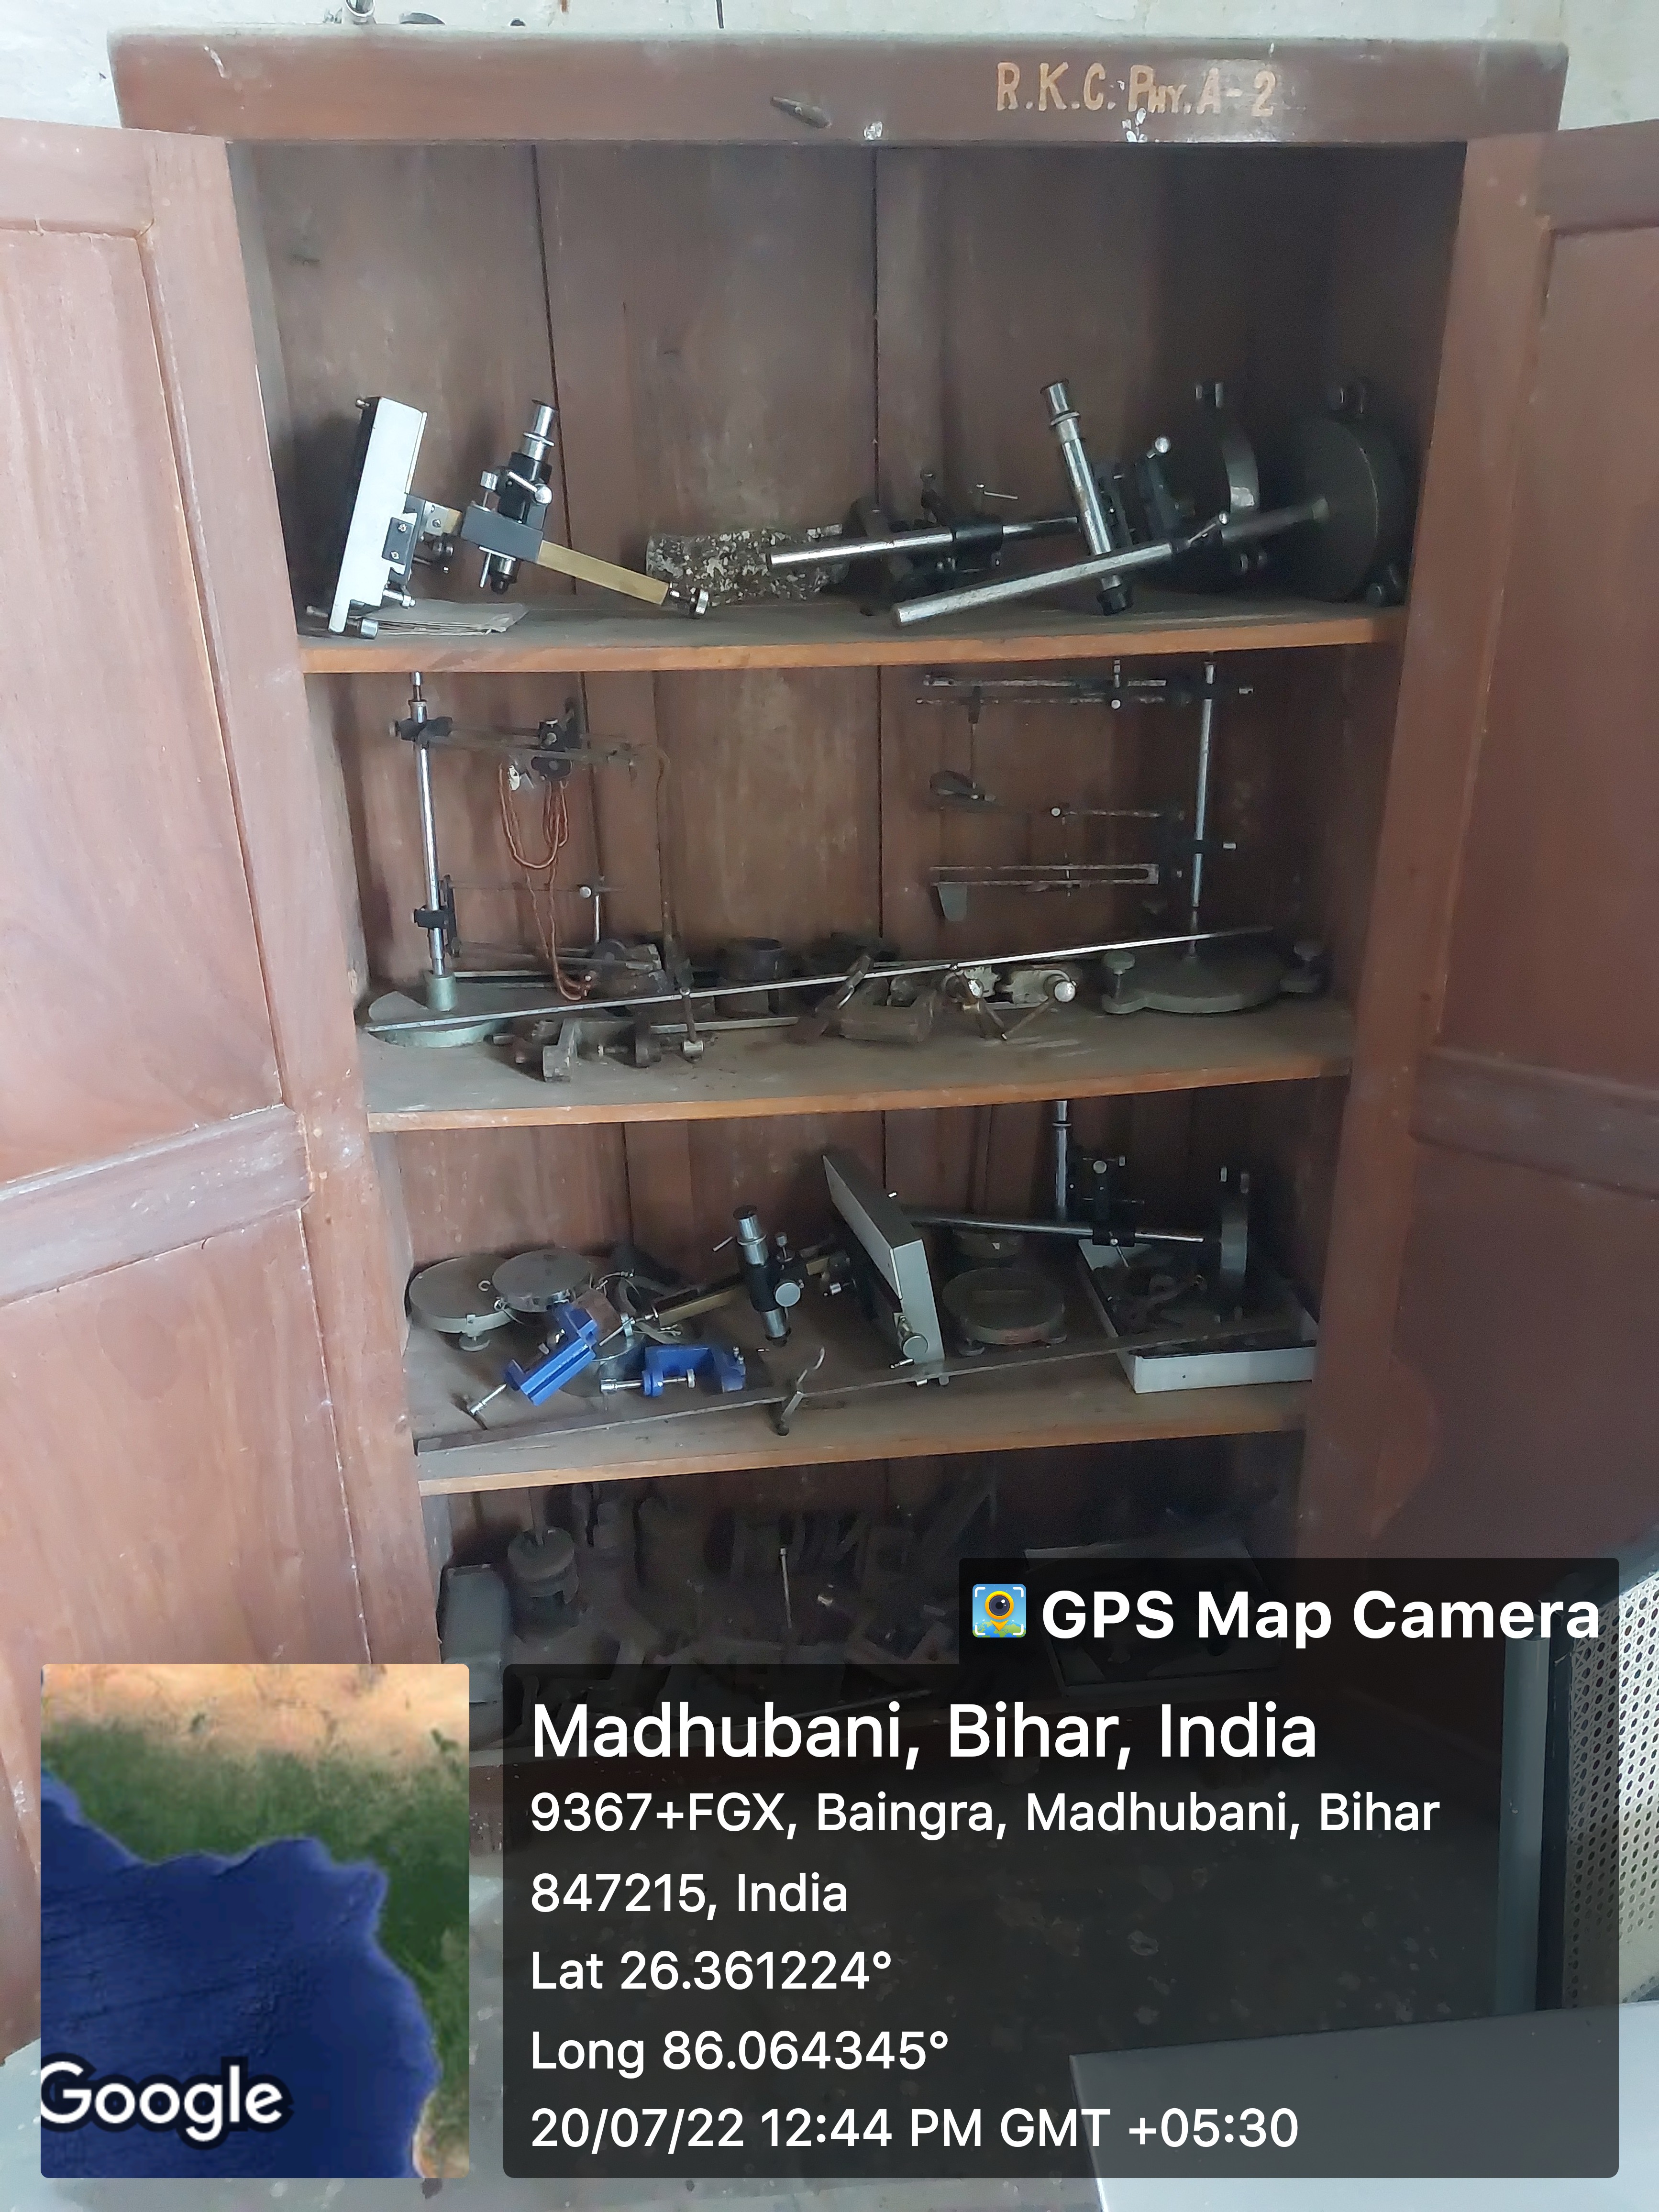 R.K.C. PHY. A-2
GPS Map Camera
Madhubani, Bihar, India
9367+FGX, Baingra, Madhubani, Bihar
847215, India
Lat 26.361224°
Long 86.064345°
20/07/22 12:44 PM GMT +05:30
Google